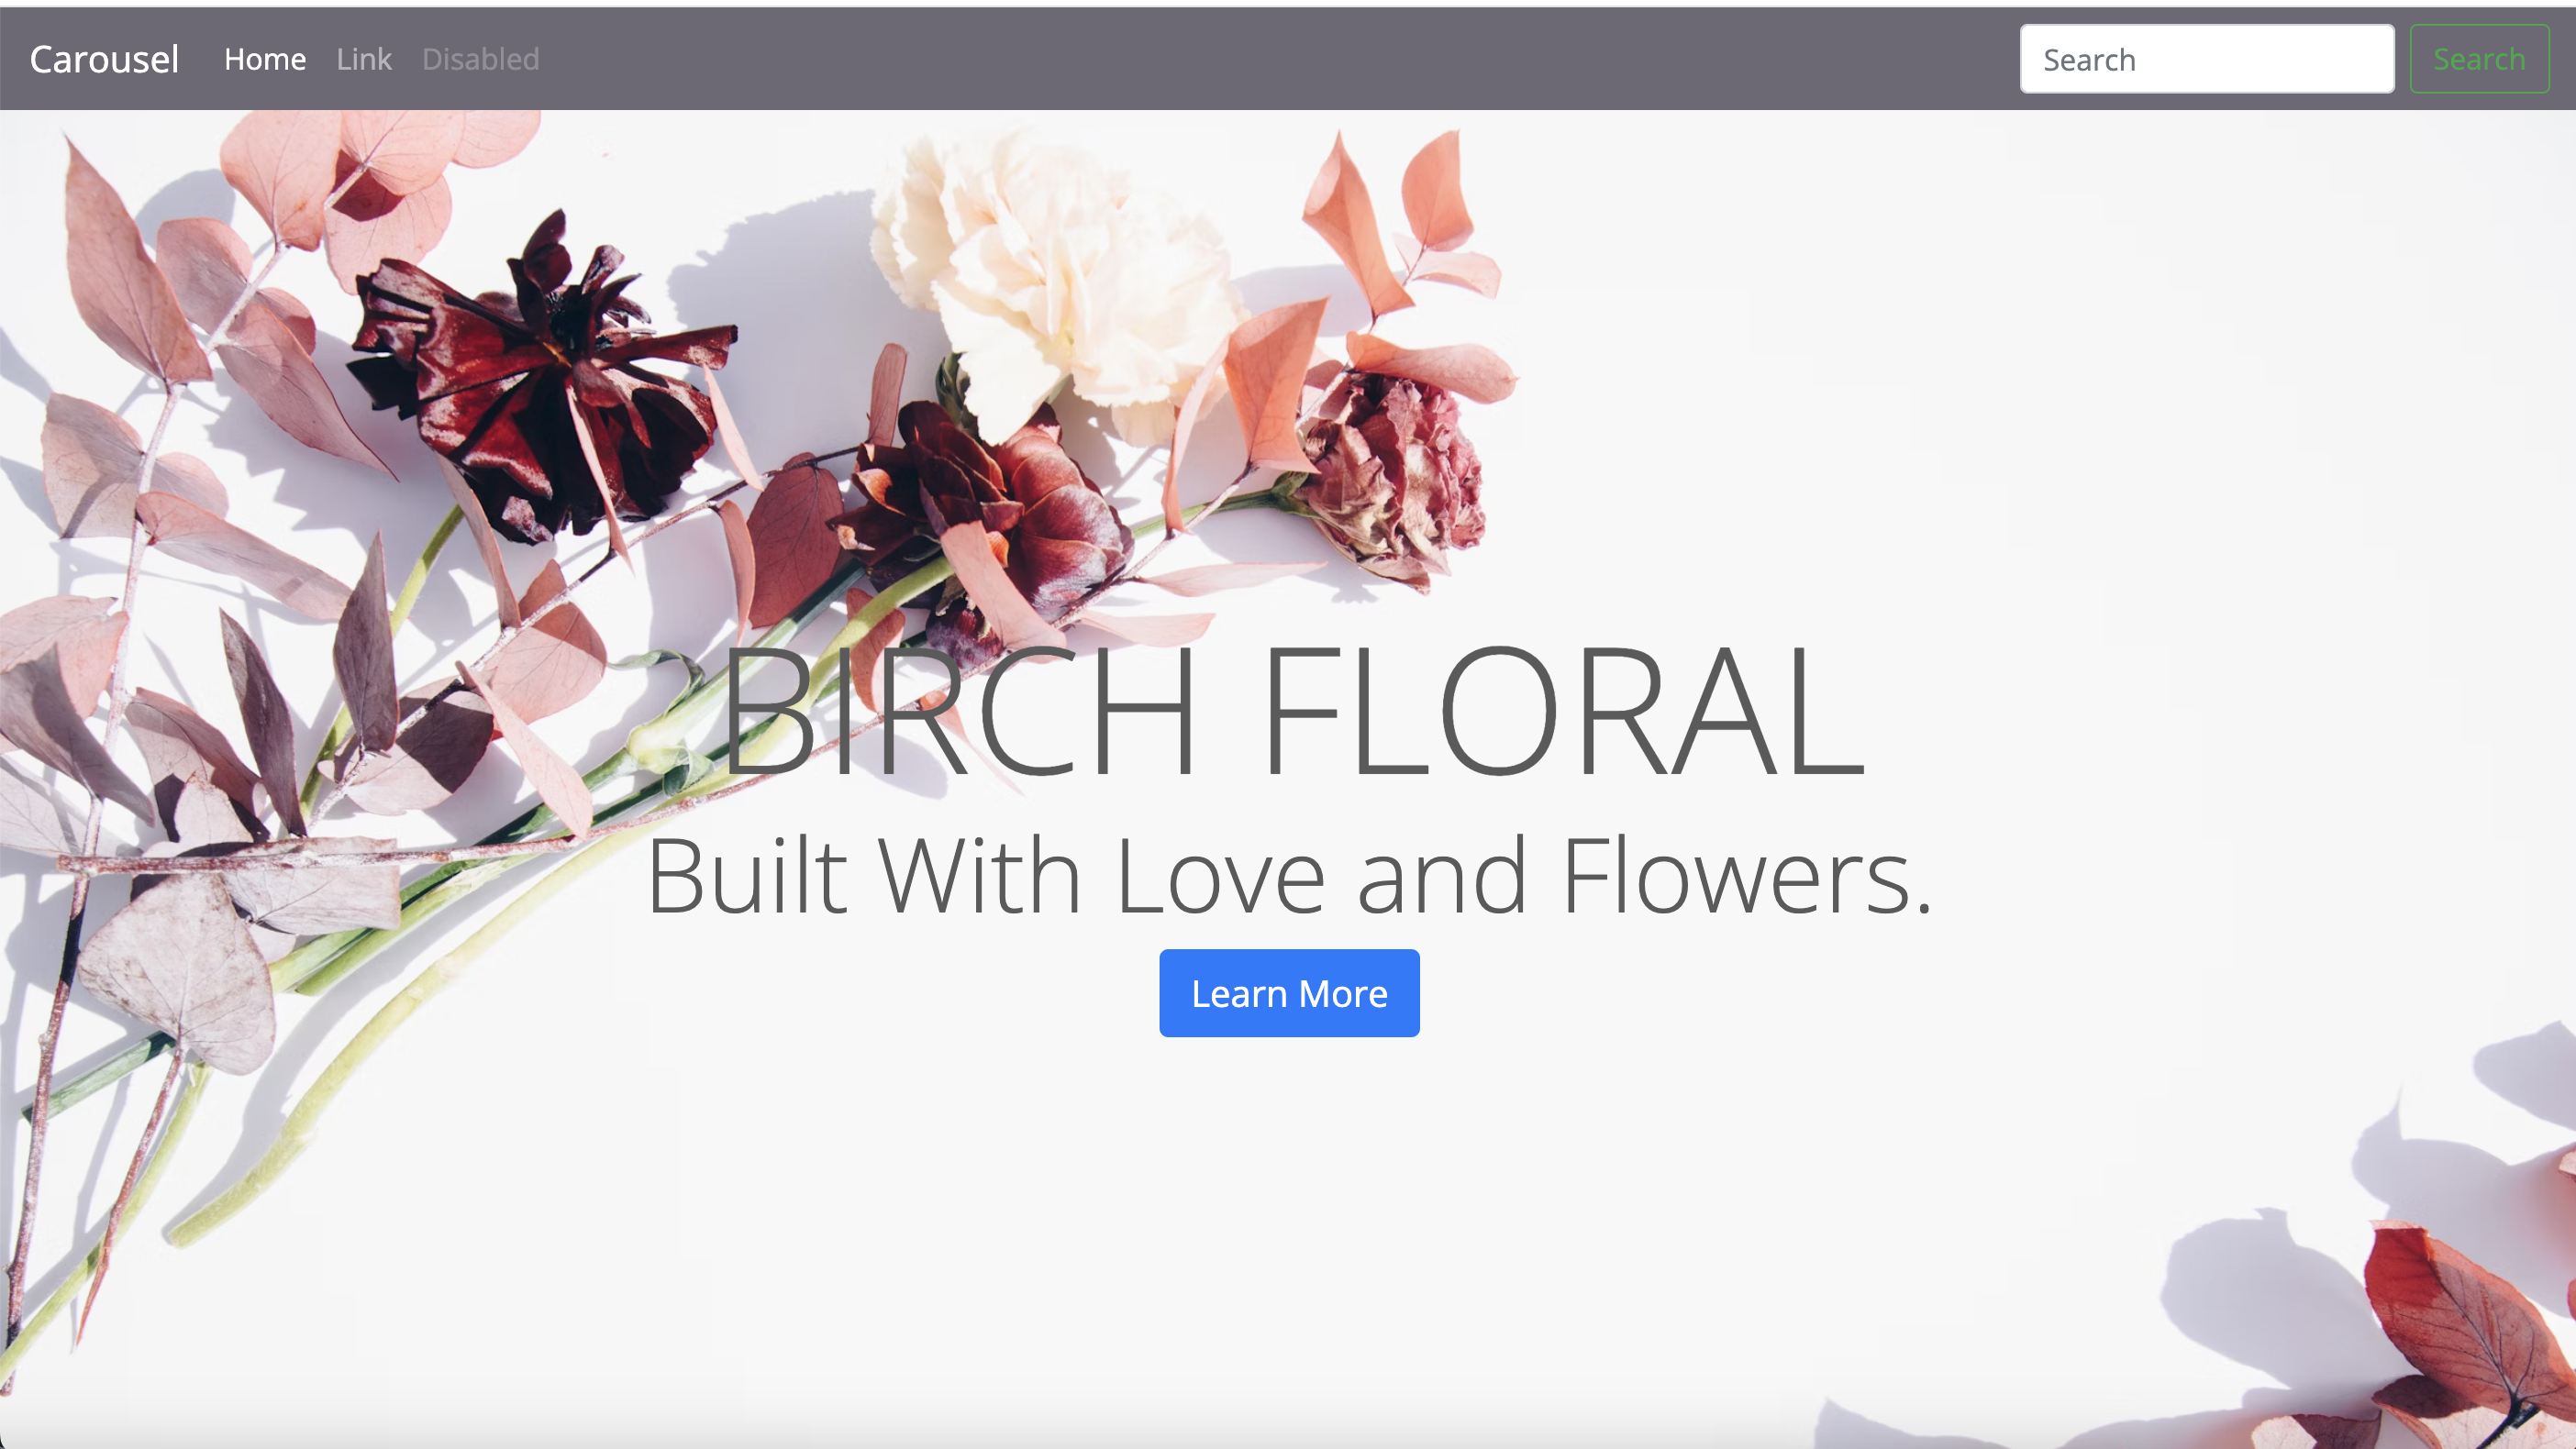 Carousel Home Link Disabled Search Search
BIRCH FLORAL
Built With Love and Flowers.
Learn More